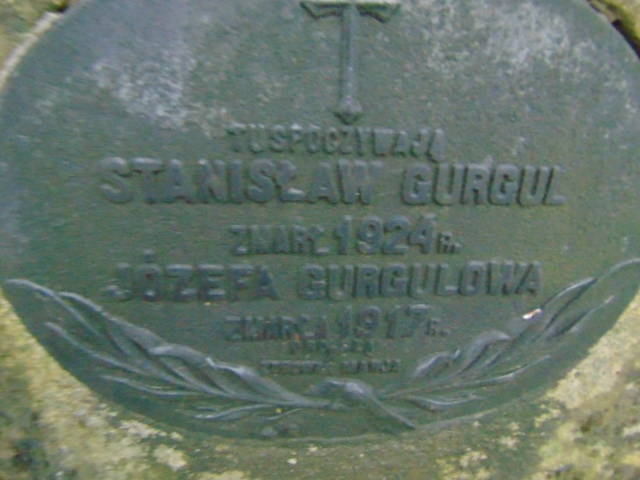 TU SPOCZYWAJĄ
STANISŁAW GURGUL
ZMARŁ 1924 r.
JÓZEFA GURGULOWA
ZMARŁA 1917 r.